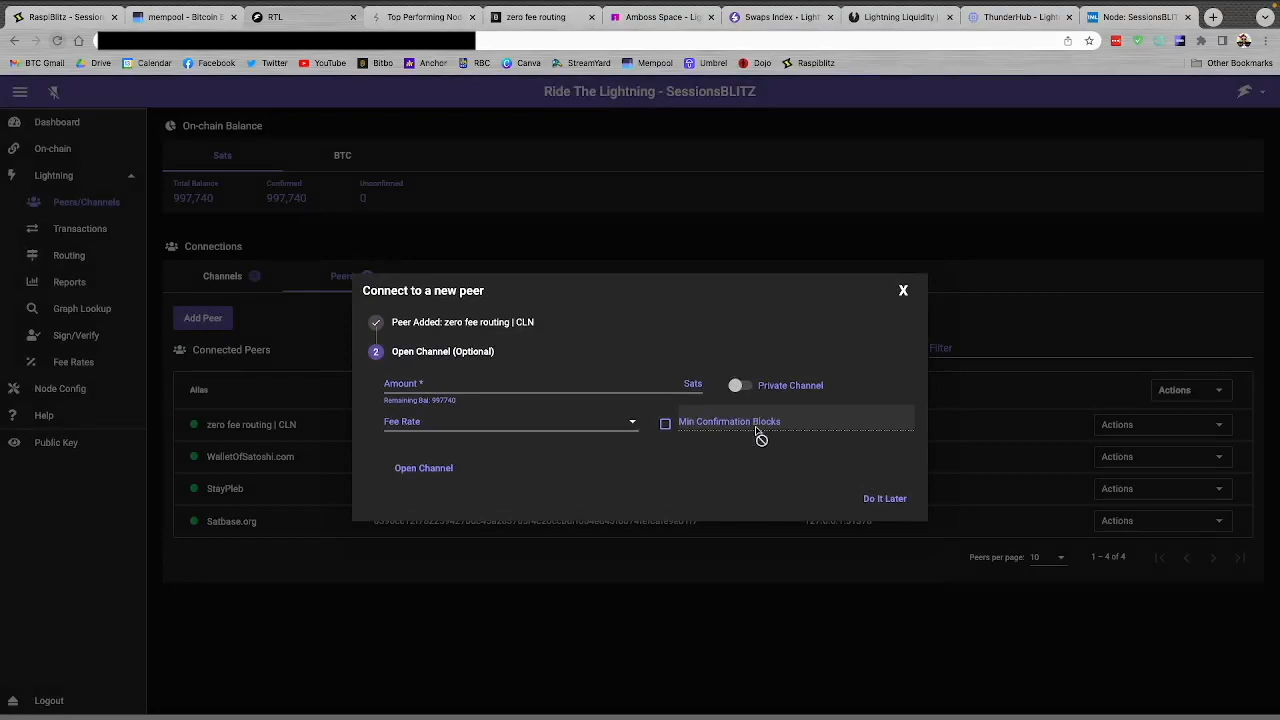 RaspiBlitz - Session
mempool - Bitcoin E
RTL
Top Performing Nod
zero fee routing
Amboss Space - Lig
Swaps Index - Lightn
Lightning Liquidity
ThunderHub - Lightn
Node: SessionsBLITZ
BTC Gmail
Drive
Calendar
Facebook
Twitter
YouTube
Bitbo
Anchor
RBC
Canva
StreamYard
Mempool
Umbrel
Dojo
Raspiblitz
Other Bookmarks
Ride The Lightning - SessionsBLITZ
Dashboard
On-chain
Lightning
Peers/Channels
Transactions
Routing
Reports
Graph Lookup
Sign/Verify
Fee Rates
Node Config
Help
Public Key
Logout
On-chain Balance
Sats
BTC
Total Balance
Confirmed
Unconfirmed
997,740
997,740
0
Connections
Channels
Peers
Add Peer
Connected Peers
Filter
Alias
Actions
zero fee routing | CLN
Actions
WalletOfSatoshi.com
Actions
StayPleb
Actions
Satbase.org
Actions
Peers per page:
10
1 – 4 of 4
Connect to a new peer
X
Peer Added: zero fee routing | CLN
2
Open Channel (Optional)
Amount *
Sats
Private Channel
Remaining Bal: 997740
Fee Rate
Min Confirmation Blocks
Open Channel
Do It Later